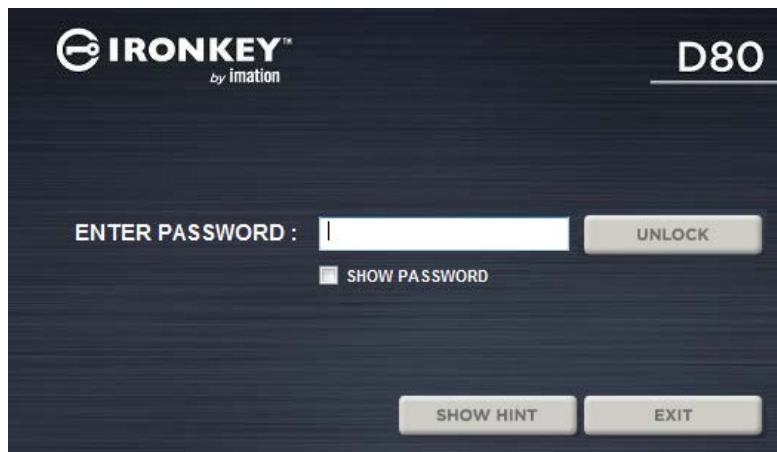 IRONKEY™
by imation
D80
ENTER PASSWORD :
UNLOCK
SHOW PASSWORD
SHOW HINT
EXIT